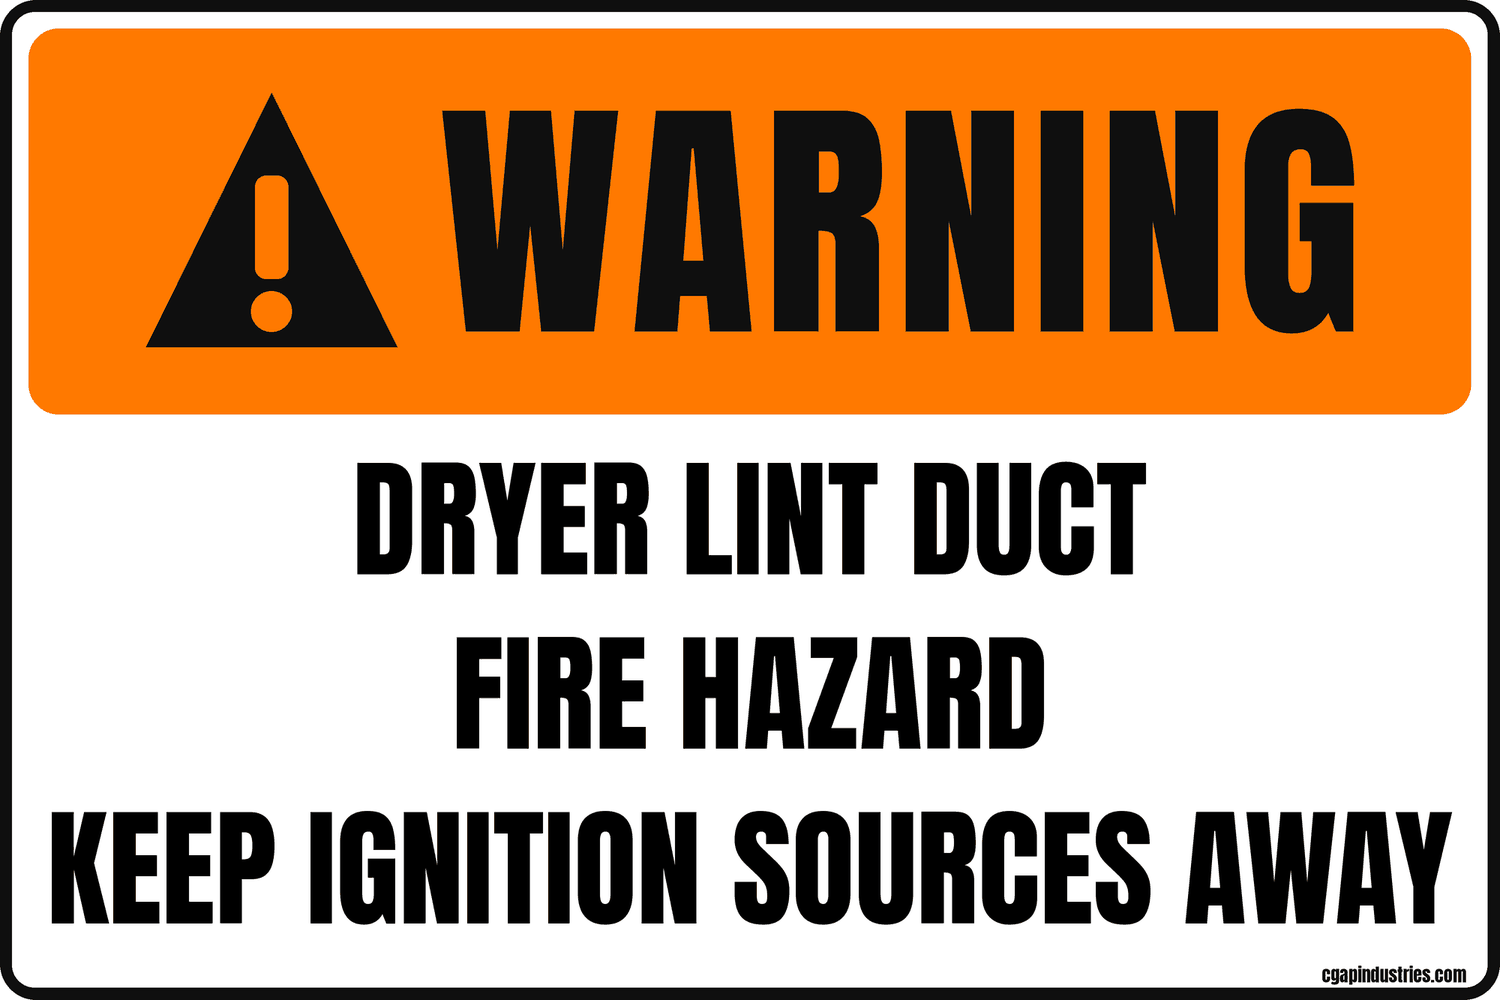 WARNING
DRYER LINT DUCT
FIRE HAZARD
KEEP IGNITION SOURCES AWAY
cgapindustries.com